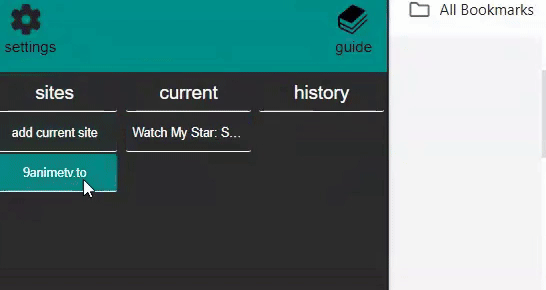 All Bookmarks
settings
guide
sites
current
history
add current site
Watch My Star: S...
9animetv.to